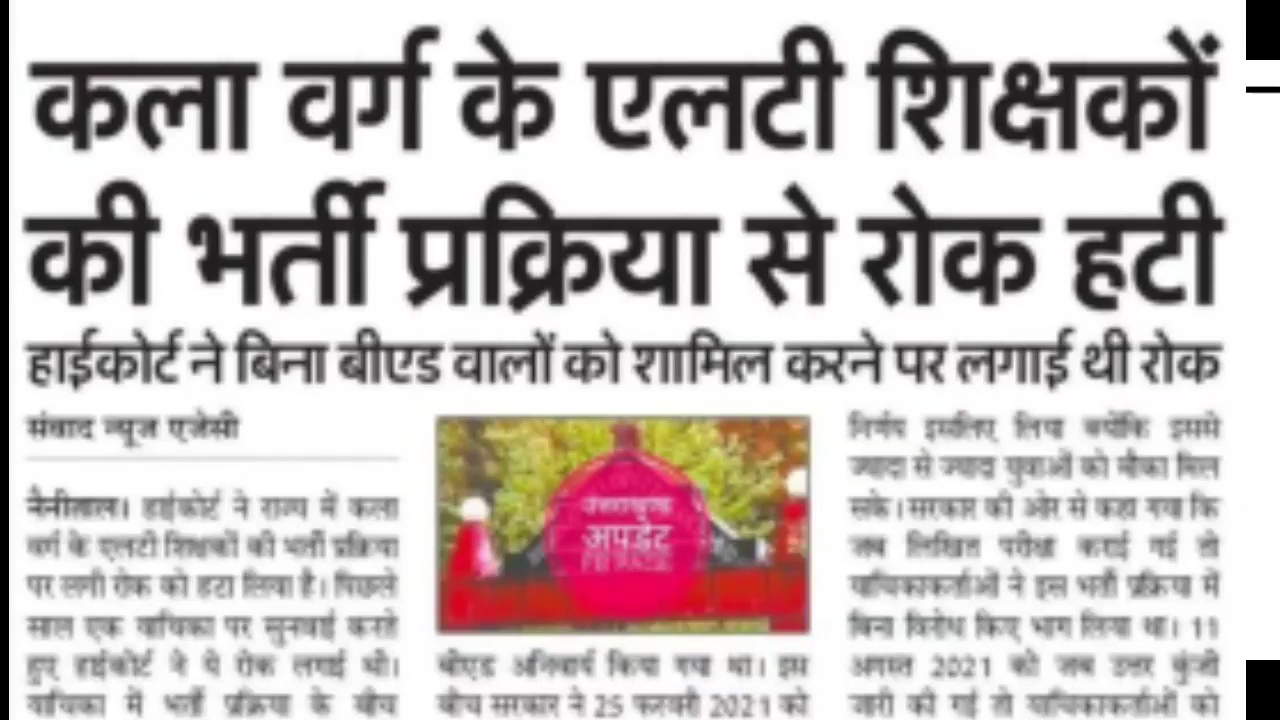 कला वर्ग के एलटी शिक्षकों
की भर्ती प्रक्रिया से रोक हटी
हाईकोर्ट ने बिना बीएड वालों को शामिल करने पर लगाई थी रोक
संवाद न्यूज एजेंसी
नैनीताल। हाईकोर्ट ने राज्य में कला
वर्ग के एलटी शिक्षकों की भर्ती प्रक्रिया
पर लगी रोक को हटा लिया है। पिछले
साल एक याचिका पर सुनवाई करते
हुए हाईकोर्ट ने ये रोक लगाई थी।
याचिका में भर्ती प्रक्रिया के बीच
उत्तराखण्ड
अपडेट
बीएड अनिवार्य किया गया था। इस
बीच सरकार ने 25 फरवरी 2021 को
निर्णय इसलिए लिया क्योंकि इससे
ज्यादा से ज्यादा युवाओं को मौका मिल
सके। सरकार की ओर से कहा गया कि
जब लिखित परीक्षा कराई गई तो
याचिकाकर्ताओं ने इस भर्ती प्रक्रिया में
बिना विरोध किए भाग लिया था। 11
अगस्त 2021 को जब उत्तर कुंजी
जारी की गई तो याचिकाकर्ताओं को